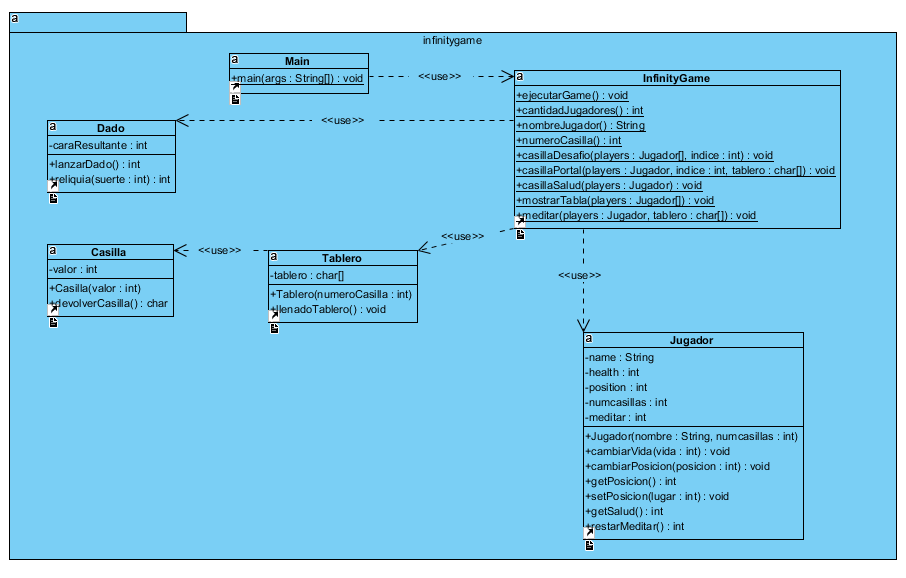 a
infinitygame
a
Main
+main(args : String[]) : void
<<use>>
a
InfinityGame
+ejecutarGame() : void
+cantidadJugadores() : int
+nombreJugador() : String
+numeroCasilla() : int
+casillaDesafio(players : Jugador[], indice : int) : void
+casillaPortal(players : Jugador, indice : int, tablero : char[]) : void
+casillaSalud(players : Jugador) : void
+mostrarTabla(players : Jugador[]) : void
+meditar(players : Jugador, tablero : char[]) : void
<<use>>
a
Dado
-caraResultante : int
+lanzarDado() : int
+reliquia(suerte : int) : int
<<use>>
<<use>>
a
Casilla
-valor : int
+Casilla(valor : int)
+devolverCasilla() : char
a
Tablero
-tablero : char[]
+Tablero(numeroCasilla : int)
+llenadoTablero() : void
<<use>>
a
Jugador
-name : String
-health : int
-position : int
-numcasillas : int
-meditar : int
+Jugador(nombre : String, numcasillas : int)
+cambiarVida(vida : int) : void
+cambiarPosicion(posicion : int) : void
+getPosicion() : int
+setPosicion(lugar : int) : void
+getSalud() : int
+restarMeditar() : int